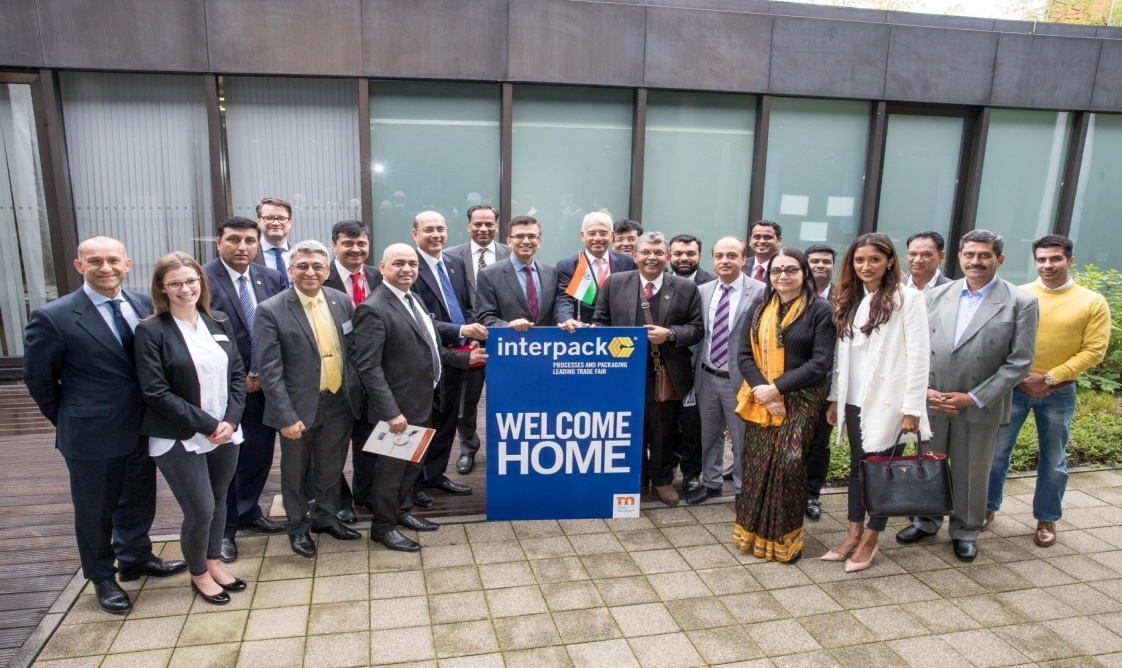 interpack
PROCESSES AND PACKAGING
LEADING TRADE FAIR
WELCOME
HOME